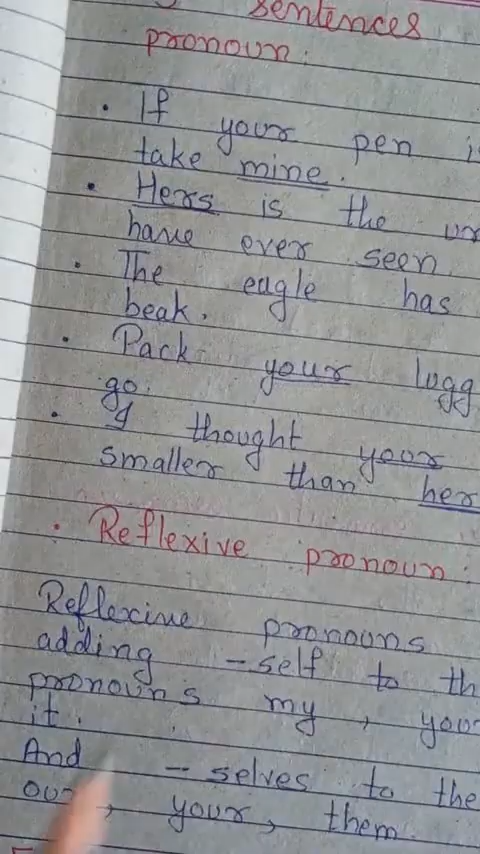 sentences
pronoun:
• If your pen i
take mine.
• Hers is the
have ever seen.
• The eagle has
beak.
• Pack your lugg
go.
• I thought your
smaller than her
• Reflexive pronoun:
Reflexive pronouns
adding -self to th
pronouns my, your
it.
And - selves to the
our, your, them.